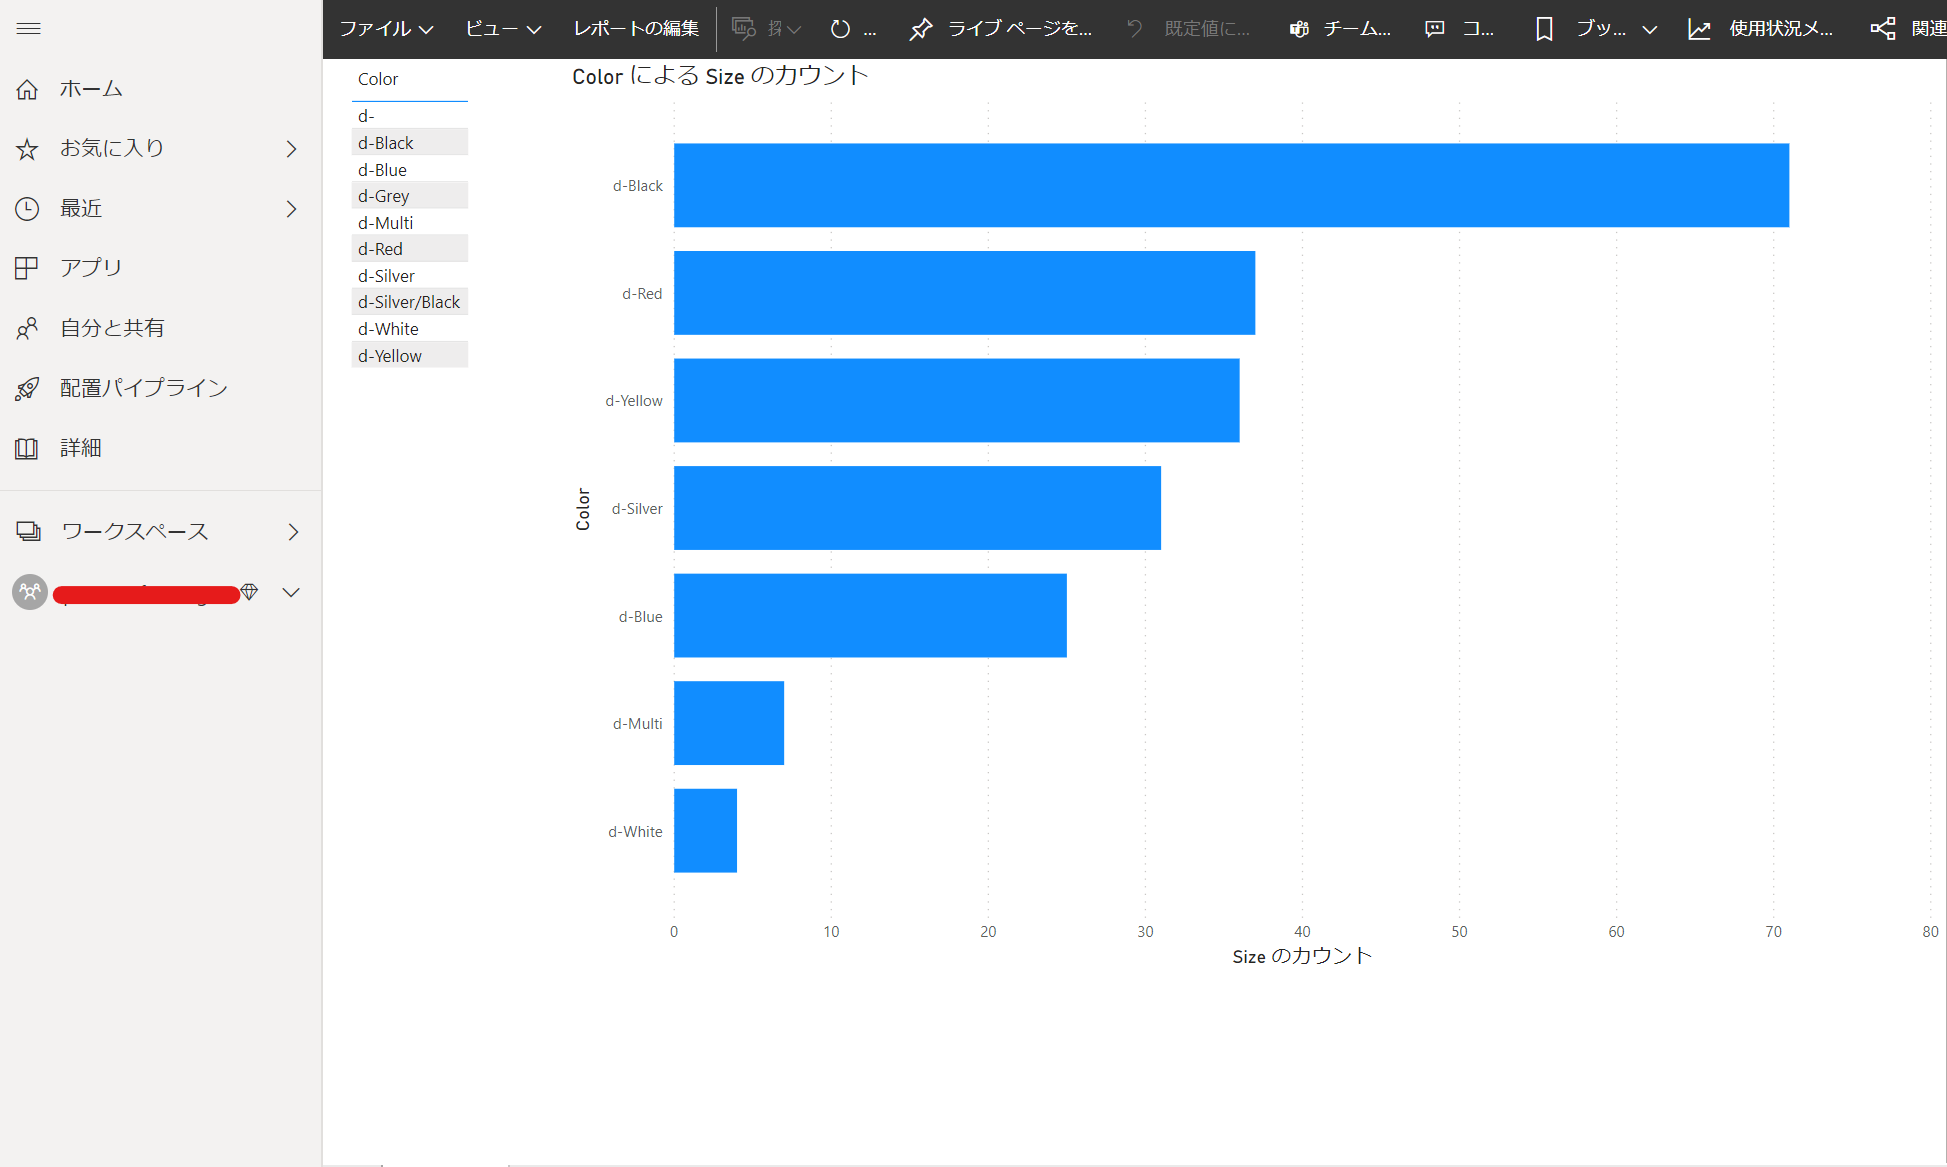 ファイル ビュー レポートの編集 探 ... ライブ ページを... 既定値に... チーム... コ... ブッ... 使用状況メ... 関連
ホーム
お気に入り
最近
アプリ
自分と共有
配置パイプライン
詳細
ワークスペース
Color
d-
d-Black
d-Blue
d-Grey
d-Multi
d-Red
d-Silver
d-Silver/Black
d-White
d-Yellow
Color による Size のカウント
Color
d-Black
d-Red
d-Yellow
d-Silver
d-Blue
d-Multi
d-White
0 10 20 30 40 50 60 70 80
Size のカウント